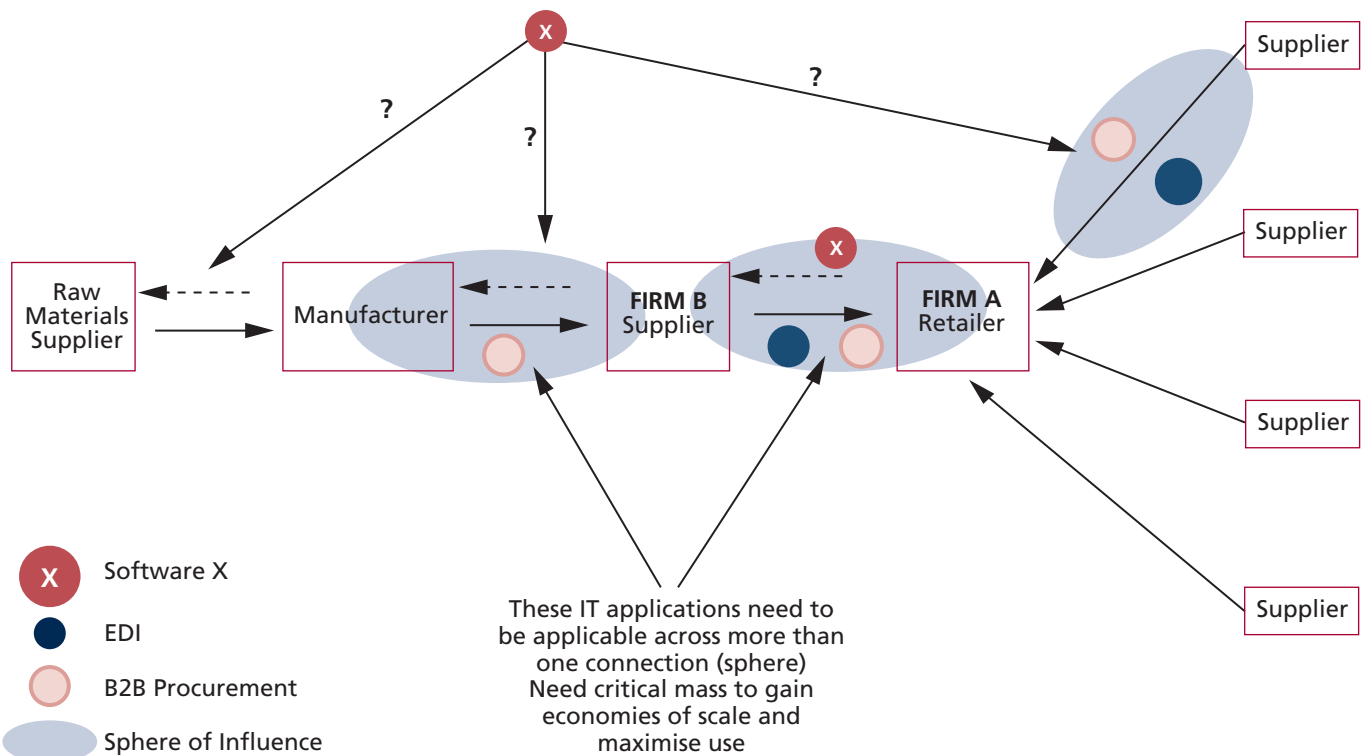 X
Supplier
?
?
?
Supplier
X
Raw
Materials
Supplier
Manufacturer
FIRM B
Supplier
FIRM A
Retailer
Supplier
Supplier
X
Software X
EDI
B2B Procurement
Sphere of Influence
These IT applications need to
be applicable across more than
one connection (sphere)
Need critical mass to gain
economies of scale and
maximise use